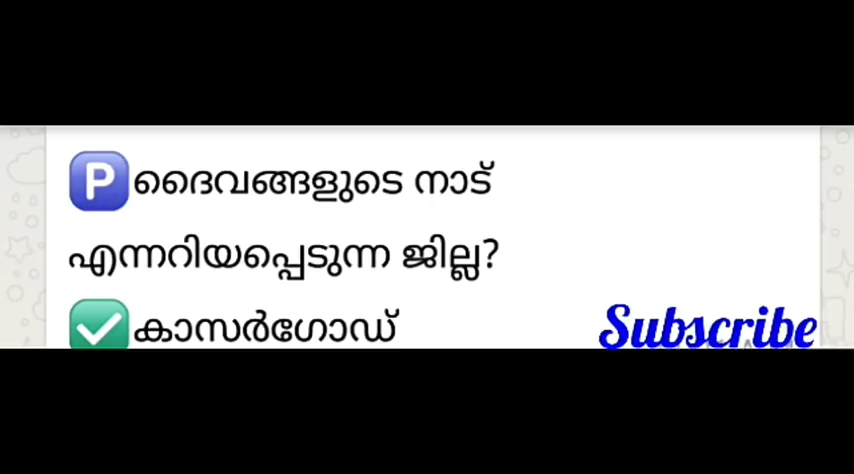 🅿️ദൈവങ്ങളുടെ നാട്
എന്നറിയപ്പെടുന്ന ജില്ല?
✅കാസർഗോഡ്
Subscribe